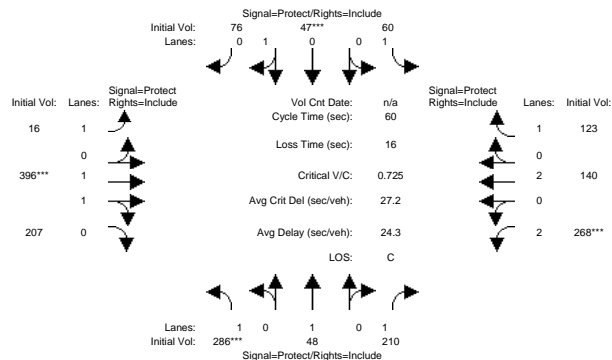 Signal=Protect/Rights=Include
Initial Vol: 76 47*** 60
Lanes: 0 1 0 0 1
Signal=Protect
Rights=Include
Signal=Protect
Rights=Include
Initial Vol: Lanes:
Vol Cnt Date: n/a
Lanes: Initial Vol:
Cycle Time (sec): 60
16 1
1 123
Loss Time (sec): 16
0
0
396*** 1
Critical V/C: 0.725
2 140
1
Avg Crit Del (sec/veh): 27.2
0
207 0
Avg Delay (sec/veh): 24.3
2 268***
LOS: C
Lanes: 1 0 1 0 1
Initial Vol: 286*** 48 210
Signal=Protect/Rights=Include